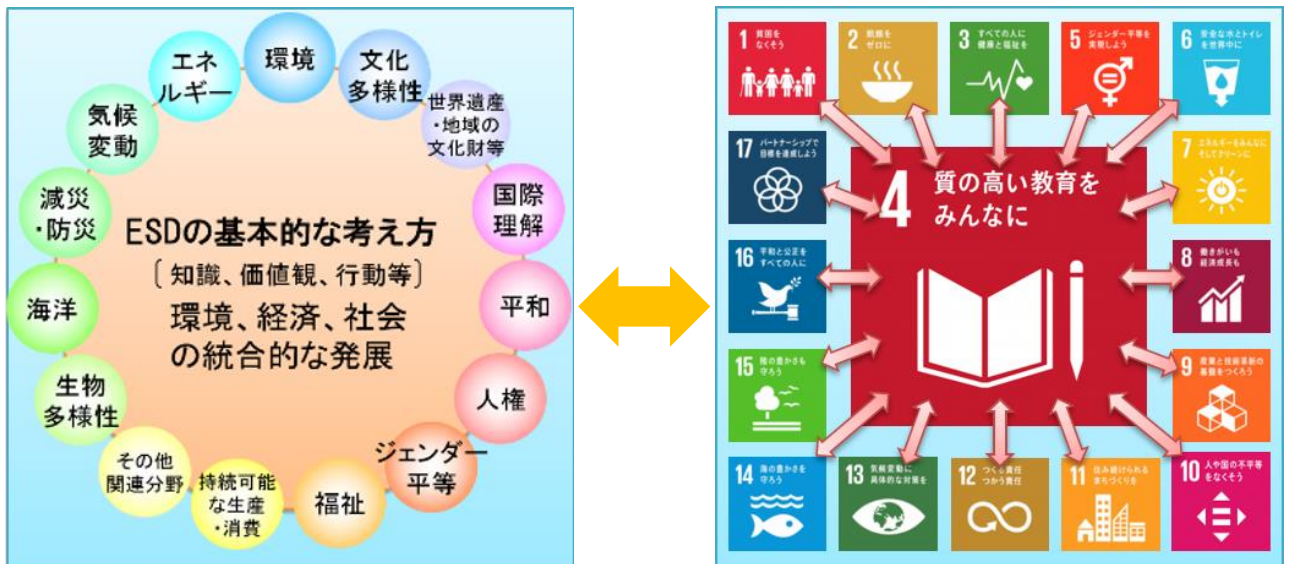 環境
文化
多様性
世界遺産
・地域の
文化財等
国際
理解
平和
人権
ジェンダー
平等
福祉
持続可能
な生産
・消費
その他
関連分野
生物
多様性
海洋
減災
・防災
気候
変動
エネ
ルギー
ESDの基本的な考え方
[知識、価値観、行動等]
環境、経済、社会
の統合的な発展
1 貧困を
なくそう
2 飢餓を
ゼロに
3 すべての人に
健康と福祉を
5 ジェンダー平等を
実現しよう
6 安全な水とトイレ
を世界中に
17 パートナーシップで
目標を達成しよう
4 質の高い教育を
みんなに
7 エネルギーをみんなに
そしてクリーンに
16 平和と公正を
すべての人に
8 働きがいも
経済成長も
15 陸の豊かさも
守ろう
9 産業と技術革新の
基盤をつくろう
14 海の豊かさを
守ろう
13 気候変動に
具体的な対策を
12 つくる責任
つかう責任
11 住み続けられる
まちづくりを
10 人や国の不平等
をなくそう